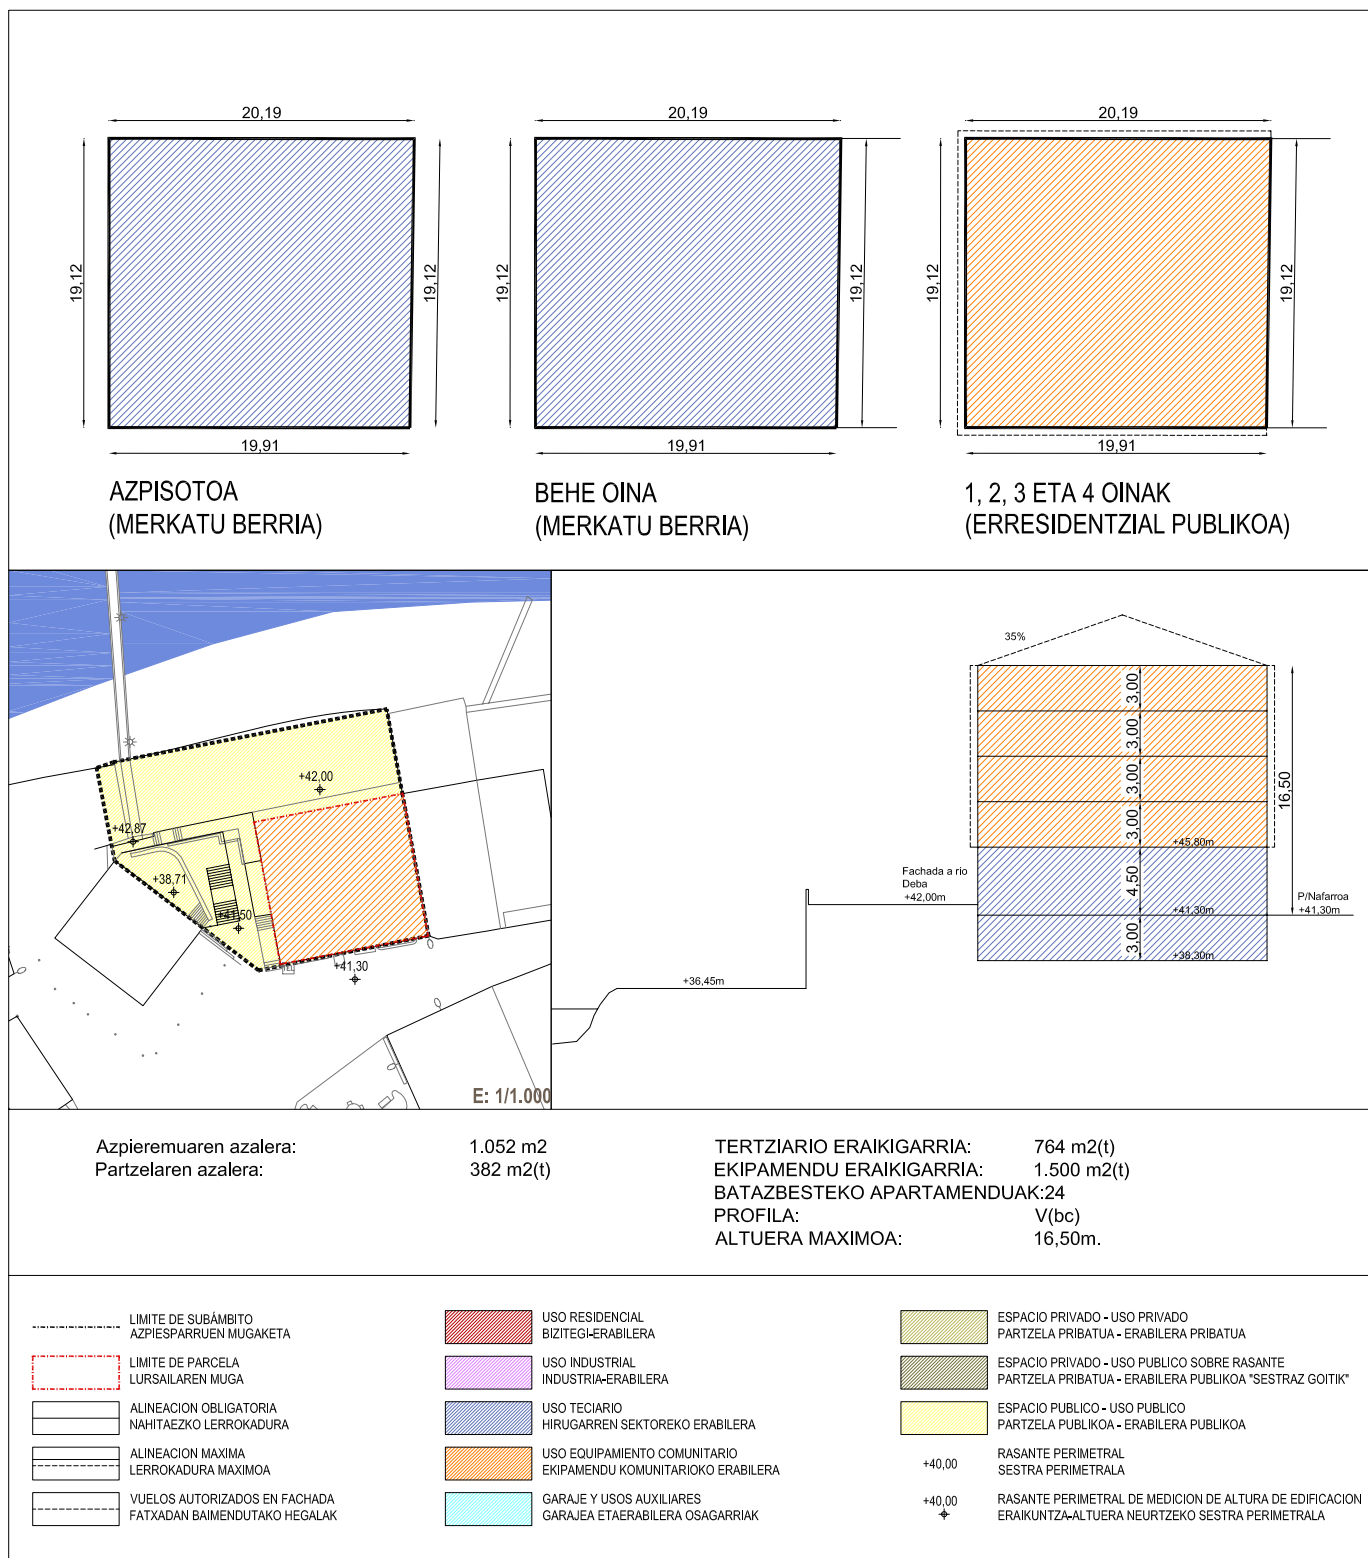 20,19
20,19
20,19
19,12
19,12
19,12
19,12
19,12
19,12
19,91
19,91
19,91
AZPISOTOA
(MERKATU BERRIA)
BEHE OINA
(MERKATU BERRIA)
1, 2, 3 ETA 4 OINAK
(ERRESIDENTZIAL PUBLIKOA)
+42,00
+42,87
+38,71
+41,50
+41,30
E: 1/1.000
35%
3,00
3,00
3,00
3,00
+45,80m
4,50
+41,30m
3,00
+38,30m
16,50
Fachada a rio
Deba
+42,00m
P/Nafarroa
+41,30m
+36,45m
Azpieremuaren azalera: 1.052 m2
Partzelaren azalera: 382 m2(t)
TERTZIARIO ERAIKIGARRIA: 764 m2(t)
EKIPAMENDU ERAIKIGARRIA: 1.500 m2(t)
BATAZBESTEKO APARTAMENDUAK:24
PROFILA: V(bc)
ALTUERA MAXIMOA: 16,50m.
LIMITE DE SUBÁMBITO
AZPIESPARRUEN MUGAKETA
LIMITE DE PARCELA
LURSAILAREN MUGA
ALINEACION OBLIGATORIA
NAHITAEZKO LERROKADURA
ALINEACION MAXIMA
LERROKADURA MAXIMOA
VUELOS AUTORIZADOS EN FACHADA
FATXADAN BAIMENDUTAKO HEGALAK
USO RESIDENCIAL
BIZITEGI-ERABILERA
USO INDUSTRIAL
INDUSTRIA-ERABILERA
USO TECIARIO
HIRUGARREN SEKTOREKO ERABILERA
USO EQUIPAMIENTO COMUNITARIO
EKIPAMENDU KOMUNITARIOKO ERABILERA
GARAJE Y USOS AUXILIARES
GARAJEA ETAERABILERA OSAGARRIAK
ESPACIO PRIVADO - USO PRIVADO
PARTZELA PRIBATUA - ERABILERA PRIBATUA
ESPACIO PRIVADO - USO PUBLICO SOBRE RASANTE
PARTZELA PRIBATUA - ERABILERA PUBLIKOA "SESTRAZ GOITIK"
ESPACIO PUBLICO - USO PUBLICO
PARTZELA PUBLIKOA - ERABILERA PUBLIKOA
+40,00
RASANTE PERIMETRAL
SESTRA PERIMETRALA
+40,00
RASANTE PERIMETRAL DE MEDICION DE ALTURA DE EDIFICACION
ERAIKUNTZA-ALTUERA NEURTZEKO SESTRA PERIMETRALA